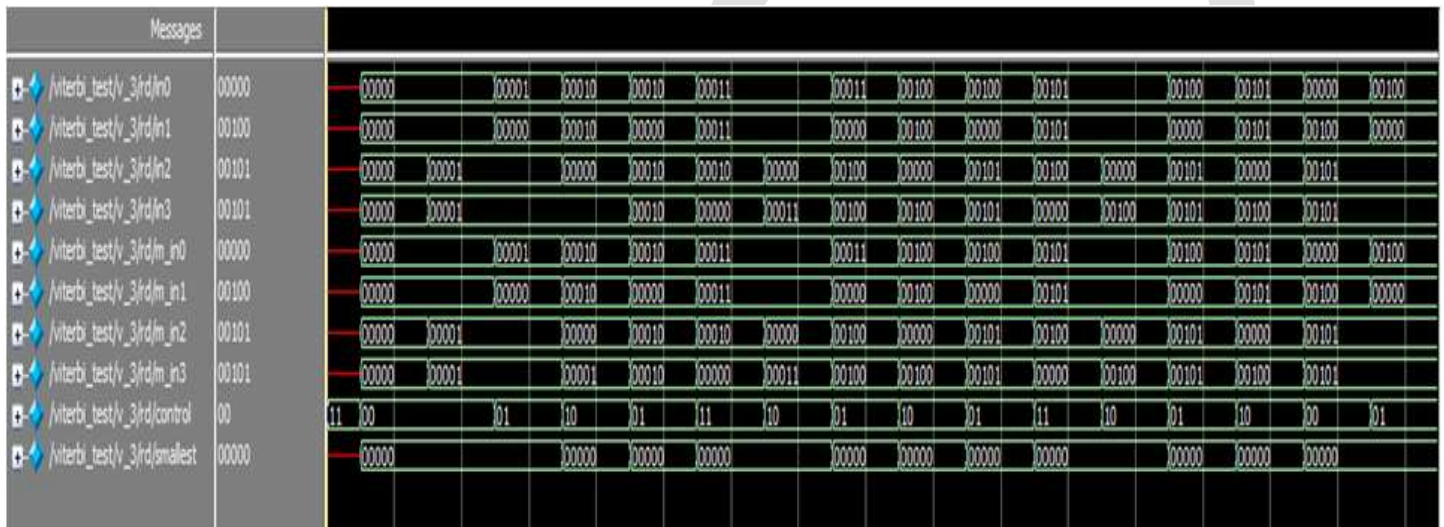 Messages
/viterbi_test/v_3/rd/in0 00000 00000 00001 00010 00010 00011 00011 00100 00100 00101 00100 00101 00000 00100
/viterbi_test/v_3/rd/in1 00100 00000 00000 00010 00000 00011 00000 00100 00000 00101 00000 00101 00100 00000
/viterbi_test/v_3/rd/in2 00101 00000 00001 00000 00010 00010 00000 00100 00000 00101 00100 00000 00101 00000 00101
/viterbi_test/v_3/rd/in3 00101 00000 00001 00010 00000 00011 00100 00100 00101 00000 00100 00101 00100 00101
/viterbi_test/v_3/rd/m_in0 00000 00000 00001 00010 00010 00011 00011 00100 00100 00101 00100 00101 00000 00100
/viterbi_test/v_3/rd/m_in1 00100 00000 00000 00010 00000 00011 00000 00100 00000 00101 00000 00101 00100 00000
/viterbi_test/v_3/rd/m_in2 00101 00000 00001 00000 00010 00010 00000 00100 00000 00101 00100 00000 00101 00000 00101
/viterbi_test/v_3/rd/m_in3 00101 00000 00001 00001 00010 00000 00011 00100 00100 00101 00000 00100 00101 00100 00101
/viterbi_test/v_3/rd/control 00 11 00 01 10 01 11 10 01 10 01 11 10 01 10 00 01
/viterbi_test/v_3/rd/smallest 00000 00000 00000 00000 00000 00000 00000 00000 00000 00000 00000 00000